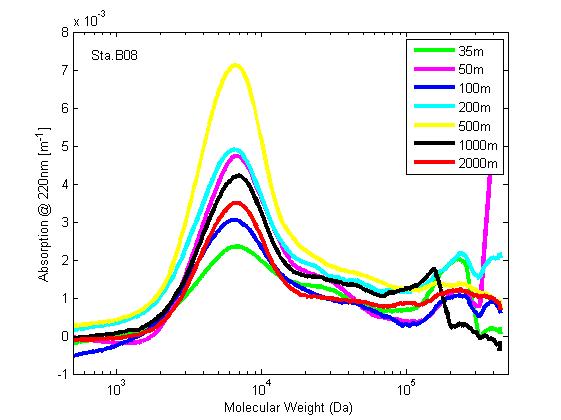 x 10-3
8
7
6
5
4
3
2
1
0
-1
Absorption @ 220nm [m-1]
Sta.B08
35m
50m
100m
200m
500m
1000m
2000m
103
104
105
Molecular Weight (Da)